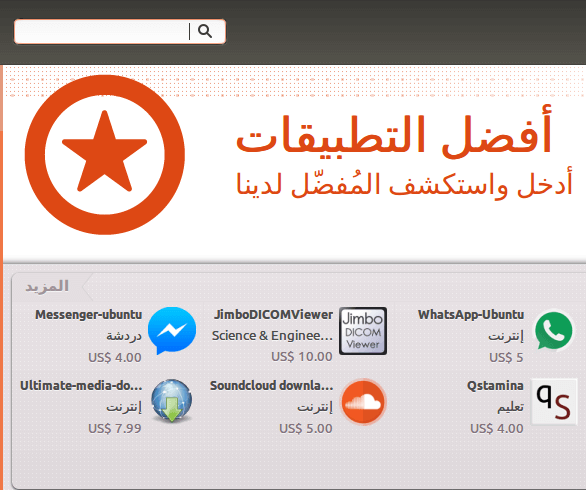 أفضل التطبيقات
أدخل واستكشف المُفضّل لدينا
المزيد
WhatsApp-Ubuntu
إنترنت
US$ 5
JimboDICOMViewer
Science & Enginee...
US$ 10.00
Jimbo
DICOM
Viewer
Messenger-ubuntu
دردشة
US$ 4.00
Qstamina
تعليم
US$ 4.00
qs
Soundcloud downla...
إنترنت
US$ 5.00
Ultimate-media-do...
إنترنت
US$ 7.99